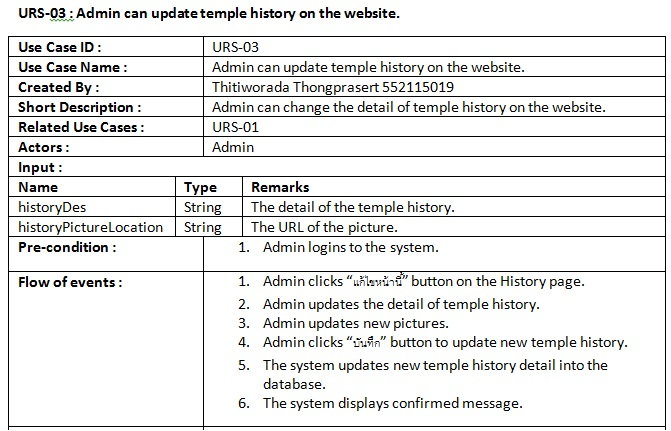 URS-03 : Admin can update temple history on the website.
Use Case ID : URS-03
Use Case Name : Admin can update temple history on the website.
Created By : Thitiworada Thongprasert 552115019
Short Description : Admin can change the detail of temple history on the website.
Related Use Cases : URS-01
Actors : Admin
Input :
Name Type Remarks
historyDes String The detail of the temple history.
historyPictureLocation String The URL of the picture.
Pre-condition : 1. Admin logins to the system.
Flow of events : 1. Admin clicks “แก้ไขหน้านี้” button on the History page.
2. Admin updates the detail of temple history.
3. Admin updates new pictures.
4. Admin clicks “บันทึก” button to update new temple history.
5. The system updates new temple history detail into the
database.
6. The system displays confirmed message.